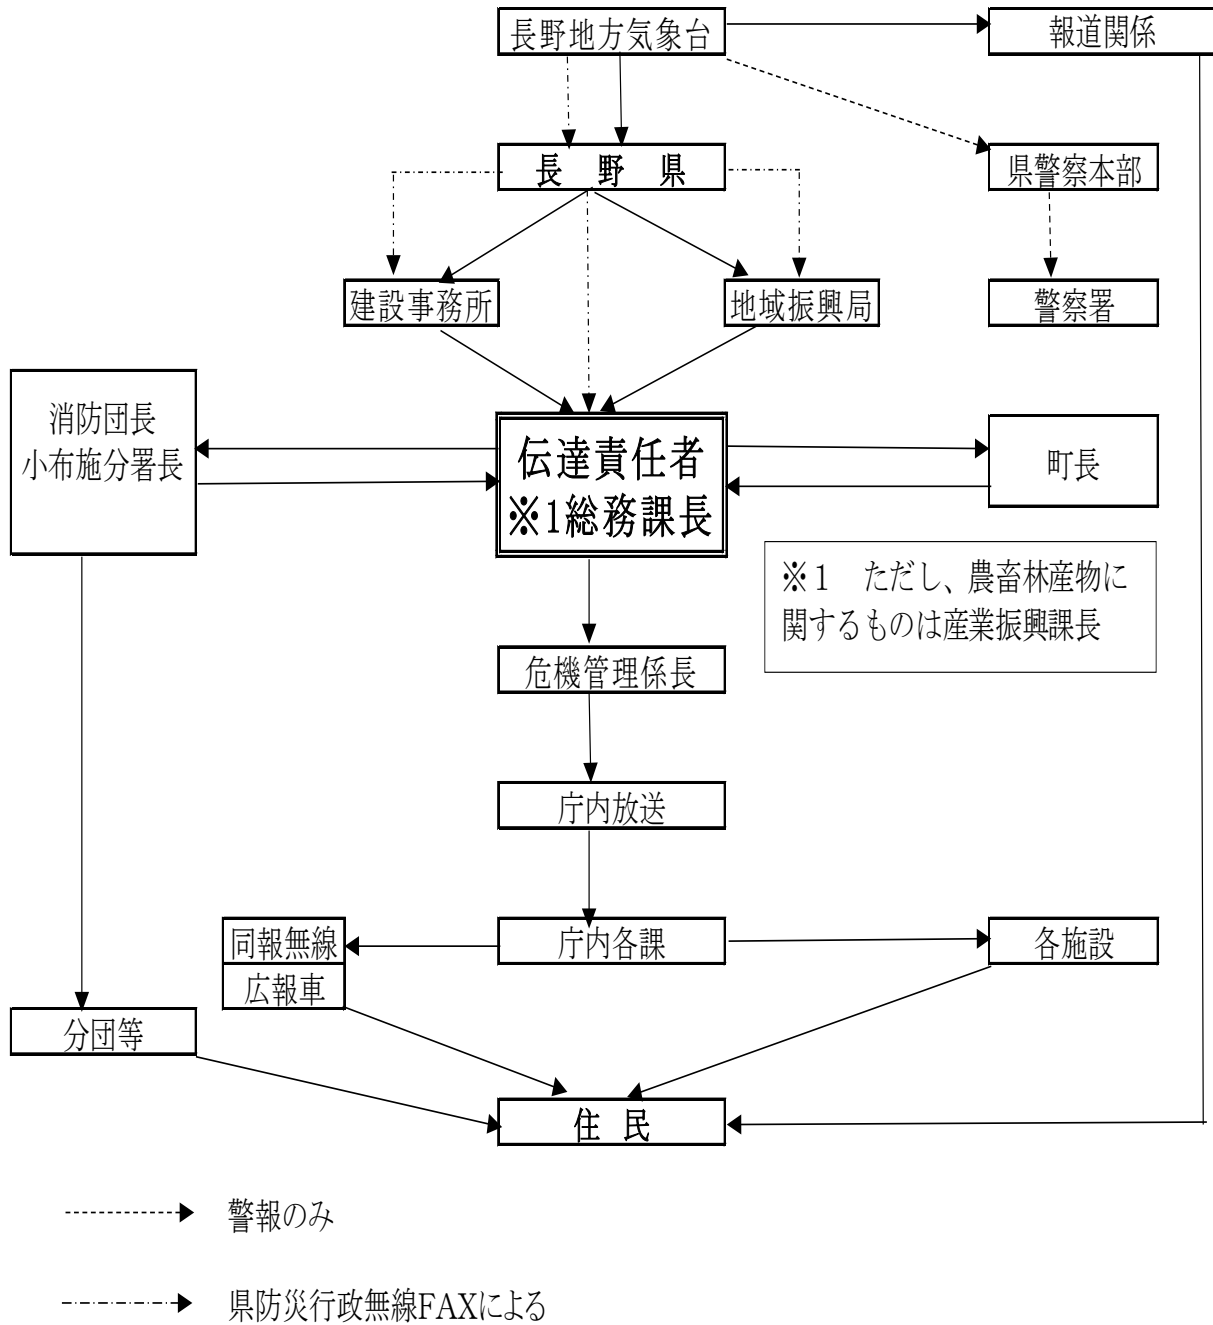 長野地方気象台
報道関係
長　野　県
県警察本部
建設事務所
地域振興局
警察署
消防団長
小布施分署長
伝達責任者
※1総務課長
町長
※１　ただし、農畜林産物に
関するものは産業振興課長
危機管理係長
庁内放送
同報無線
広報車
庁内各課
各施設
分団等
住　民
警報のみ
県防災行政無線FAXによる